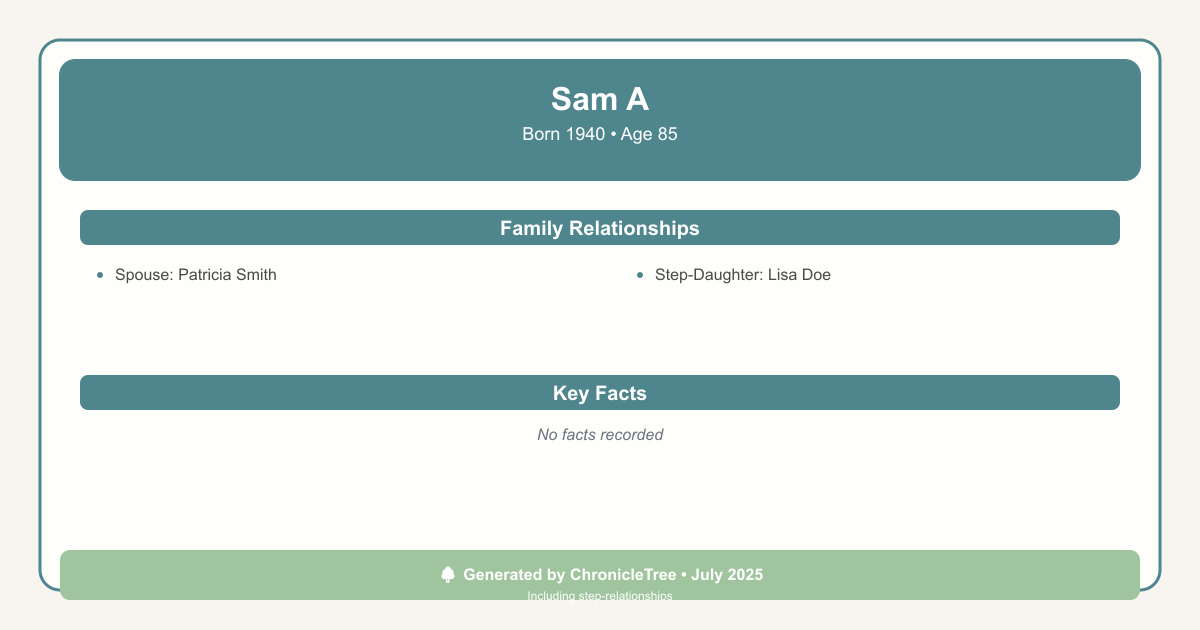 Sam A
Born 1940 • Age 85
Family Relationships
• Spouse: Patricia Smith
• Step-Daughter: Lisa Doe
Key Facts
No facts recorded
Generated by ChronicleTree • July 2025
Including step-relationships